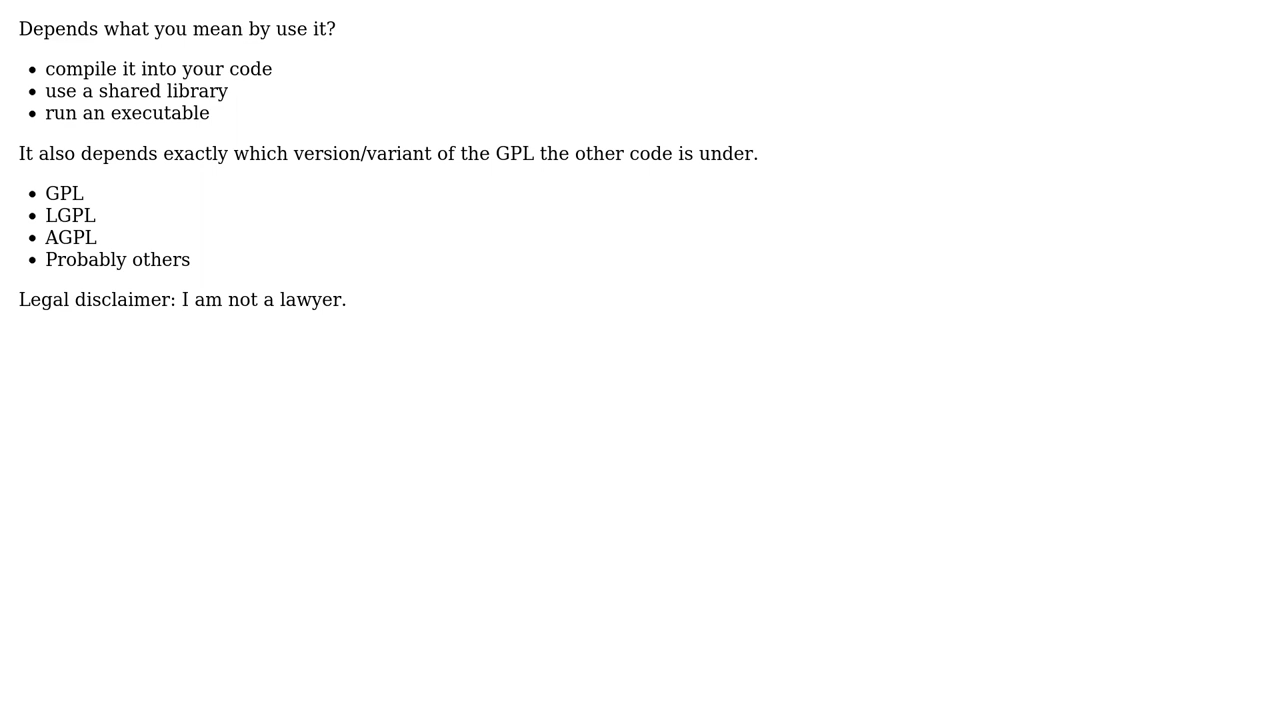 Depends what you mean by use it?
• compile it into your code
• use a shared library
• run an executable
It also depends exactly which version/variant of the GPL the other code is under.
• GPL
• LGPL
• AGPL
• Probably others
Legal disclaimer: I am not a lawyer.